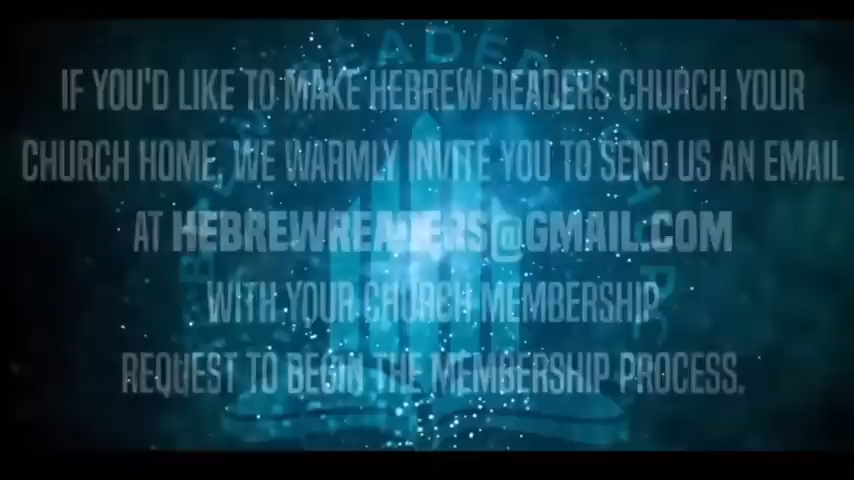 IF YOU'D LIKE TO MAKE HEBREW READERS CHURCH YOUR
CHURCH HOME, WE WARMLY INVITE YOU TO SEND US AN EMAIL
AT HEBREWREADERS@GMAIL.COM
WITH YOUR CHURCH MEMBERSHIP
REQUEST TO BEGIN THE MEMBERSHIP PROCESS.